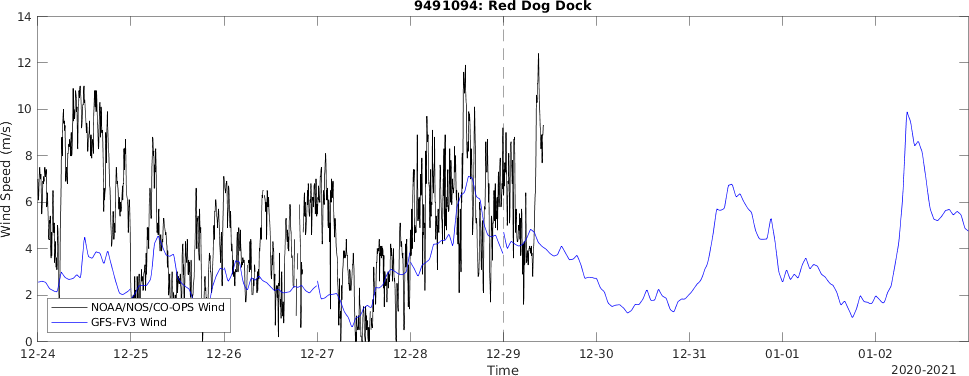 9491094: Red Dog Dock
14
12
10
8
6
4
2
0
Wind Speed (m/s)
NOAA/NOS/CO-OPS Wind
GFS-FV3 Wind
12-24 12-25 12-26 12-27 12-28 12-29 12-30 12-31 01-01 01-02
Time
2020-2021